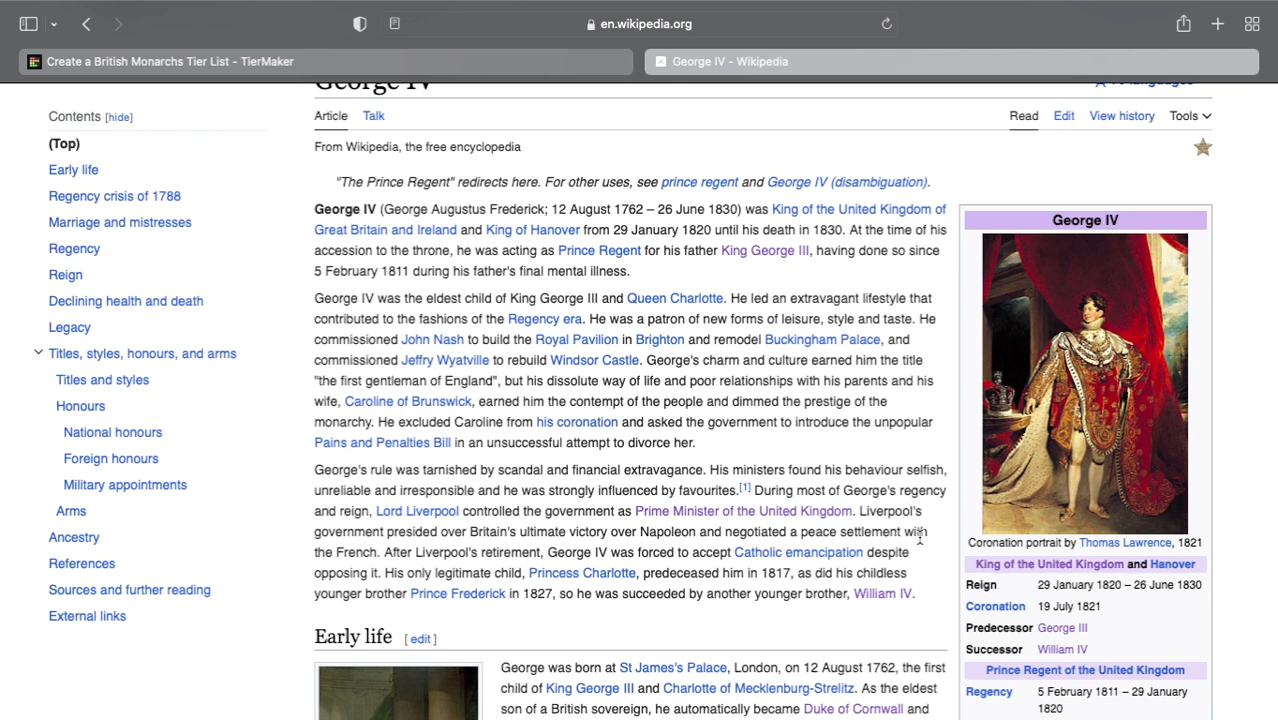 en.wikipedia.org
Create a British Monarchs Tier List - TierMaker
George IV - Wikipedia
George IV
Contents [hide]
(Top)
Early life
Regency crisis of 1788
Marriage and mistresses
Regency
Reign
Declining health and death
Legacy
Titles, styles, honours, and arms
Titles and styles
Honours
National honours
Foreign honours
Military appointments
Arms
Ancestry
References
Sources and further reading
External links
Article Talk Read Edit View history Tools
From Wikipedia, the free encyclopedia
"The Prince Regent" redirects here. For other uses, see prince regent and George IV (disambiguation).
George IV (George Augustus Frederick; 12 August 1762 – 26 June 1830) was King of the United Kingdom of
Great Britain and Ireland and King of Hanover from 29 January 1820 until his death in 1830. At the time of his
accession to the throne, he was acting as Prince Regent for his father King George III, having done so since
5 February 1811 during his father's final mental illness.
George IV was the eldest child of King George III and Queen Charlotte. He led an extravagant lifestyle that
contributed to the fashions of the Regency era. He was a patron of new forms of leisure, style and taste. He
commissioned John Nash to build the Royal Pavilion in Brighton and remodel Buckingham Palace, and
commissioned Jeffry Wyatville to rebuild Windsor Castle. George's charm and culture earned him the title
"the first gentleman of England", but his dissolute way of life and poor relationships with his parents and his
wife, Caroline of Brunswick, earned him the contempt of the people and dimmed the prestige of the
monarchy. He excluded Caroline from his coronation and asked the government to introduce the unpopular
Pains and Penalties Bill in an unsuccessful attempt to divorce her.
George's rule was tarnished by scandal and financial extravagance. His ministers found his behaviour selfish,
unreliable and irresponsible and he was strongly influenced by favourites.[1] During most of George's regency
and reign, Lord Liverpool controlled the government as Prime Minister of the United Kingdom. Liverpool's
government presided over Britain's ultimate victory over Napoleon and negotiated a peace settlement with
the French. After Liverpool's retirement, George IV was forced to accept Catholic emancipation despite
opposing it. His only legitimate child, Princess Charlotte, predeceased him in 1817, as did his childless
younger brother Prince Frederick in 1827, so he was succeeded by another younger brother, William IV.
Early life [ edit ]
George was born at St James's Palace, London, on 12 August 1762, the first
child of King George III and Charlotte of Mecklenburg-Strelitz. As the eldest
son of a British sovereign, he automatically became Duke of Cornwall and
George IV
Coronation portrait by Thomas Lawrence, 1821
King of the United Kingdom and Hanover
Reign 29 January 1820 – 26 June 1830
Coronation 19 July 1821
Predecessor George III
Successor William IV
Prince Regent of the United Kingdom
Regency 5 February 1811 – 29 January
1820